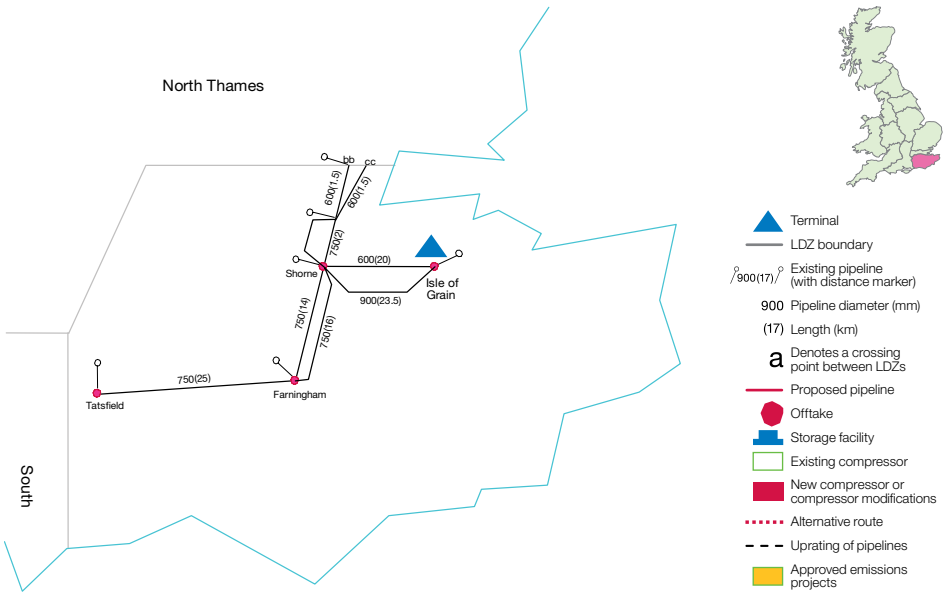 North Thames
bb
cc
600(1.5)
600(1.5)
750(2)
Shorne
600(20)
Isle of
Grain
900(23.5)
750(14)
750(16)
750(25)
Tatsfield
Farningham
South
Terminal
LDZ boundary
900(17)
Existing pipeline
(with distance marker)
900
Pipeline diameter (mm)
(17)
Length (km)
a
Denotes a crossing
point between LDZs
Proposed pipeline
Offtake
Storage facility
Existing compressor
New compressor or
compressor modifications
Alternative route
Uprating of pipelines
Approved emissions
projects